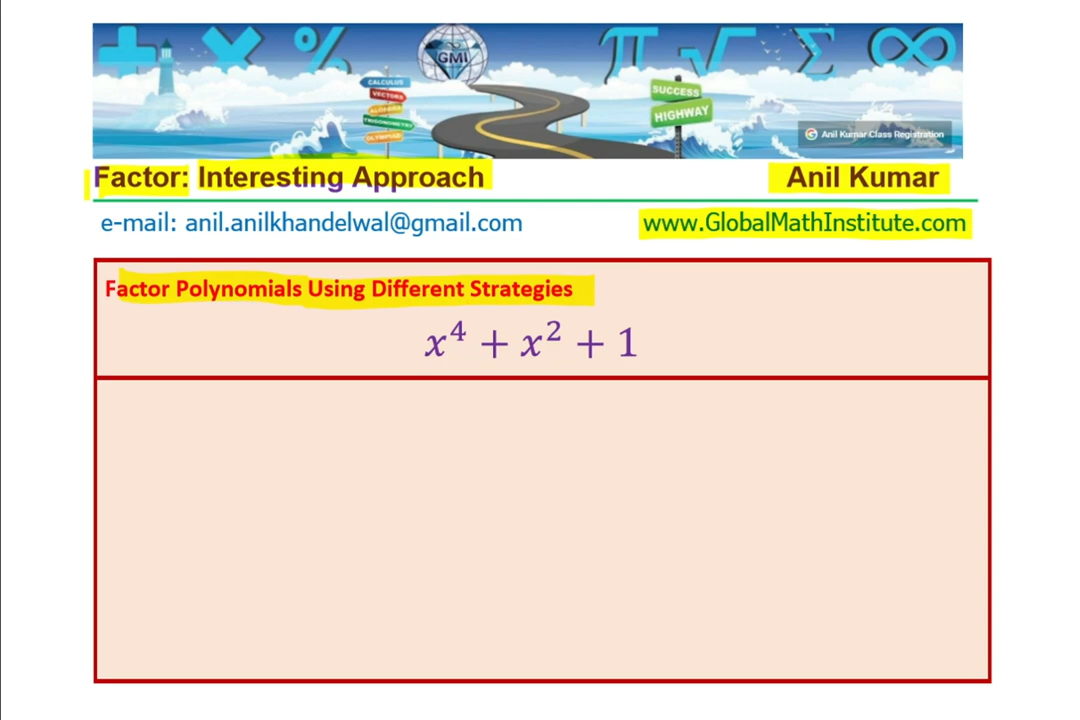 + × % GMI π √ Σ ∞
CALCULUS
VECTORS
ALGEBRA
TRIGONOMETRY
OLYMPIAD
SUCCESS
HIGHWAY
G Anil Kumar Class Registration
Factor: Interesting Approach
Anil Kumar
e-mail: anil.anilkhandelwal@gmail.com
www.GlobalMathInstitute.com
Factor Polynomials Using Different Strategies
x⁴ + x² + 1